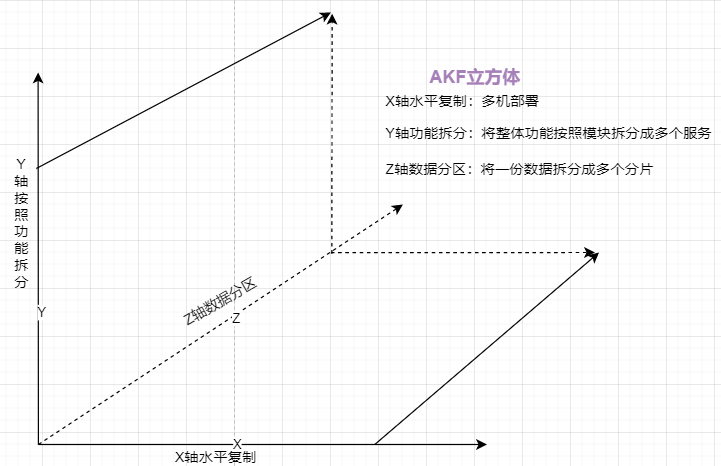 AKF立方体
X轴水平复制：多机部署
Y轴功能拆分：将整体功能按照模块拆分成多个服务
Z轴数据分区：将一份数据拆分成多个分片
Y轴按照功能拆分
Y
Z轴数据分区
Z
X
X轴水平复制